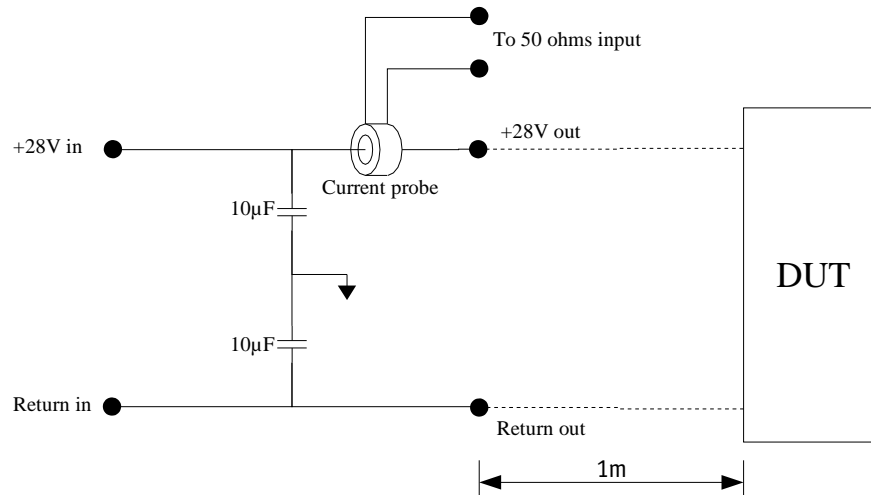 To 50 ohms input
+28V in
+28V out
Current probe
10µF
DUT
10µF
Return in
Return out
1m